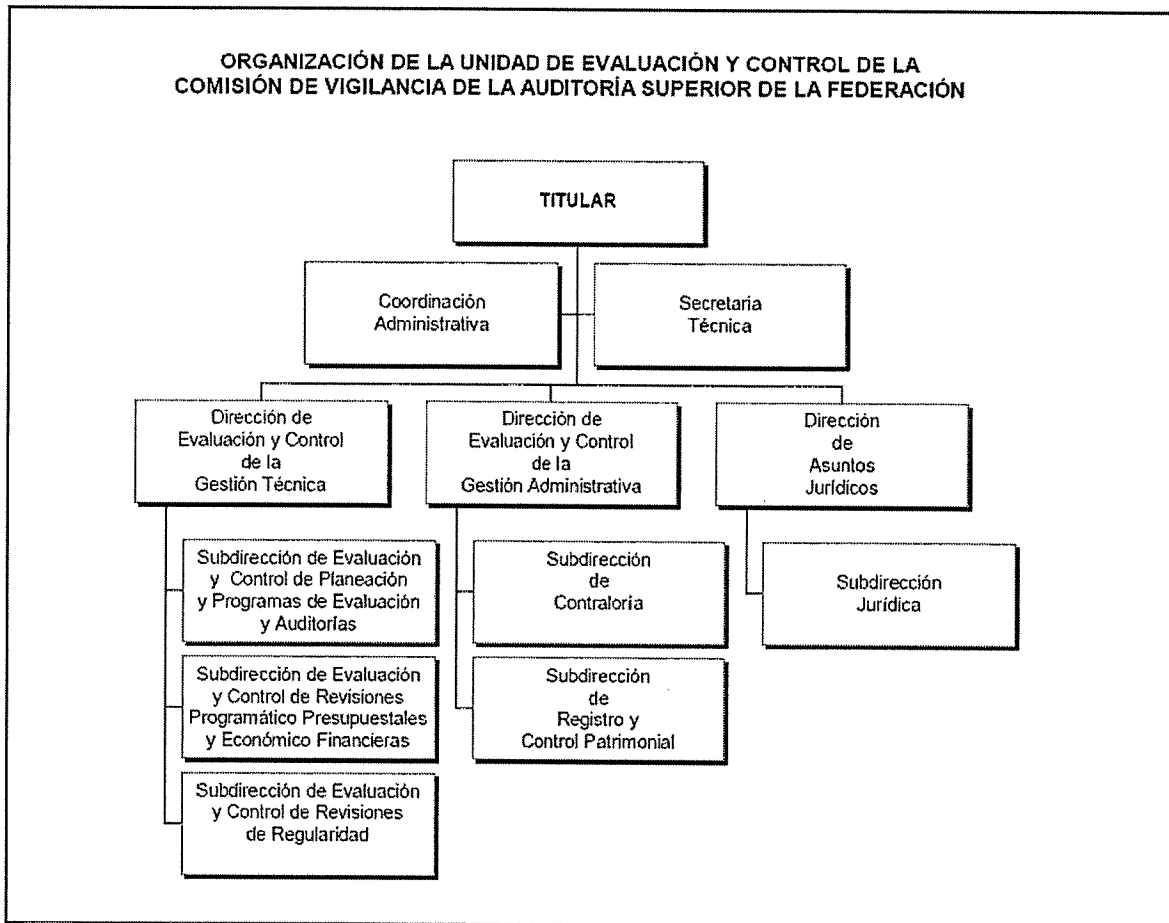 ORGANIZACIÓN DE LA UNIDAD DE EVALUACIÓN Y CONTROL DE LA
COMISIÓN DE VIGILANCIA DE LA AUDITORÍA SUPERIOR DE LA FEDERACIÓN
TITULAR
Coordinación
Administrativa
Secretaria
Técnica
Dirección de
Evaluación y Control
de la
Gestión Técnica
Dirección de
Evaluación y Control
de la
Gestión Administrativa
Dirección
de
Asuntos
Jurídicos
Subdirección de Evaluación
y Control de Planeación
y Programas de Evaluación
y Auditorías
Subdirección de Evaluación
y Control de Revisiones
Programático Presupuestales
y Económico Financieras
Subdirección de Evaluación
y Control de Revisiones
de Regularidad
Subdirección
de
Contraloría
Subdirección
de
Registro y
Control Patrimonial
Subdirección
Jurídica